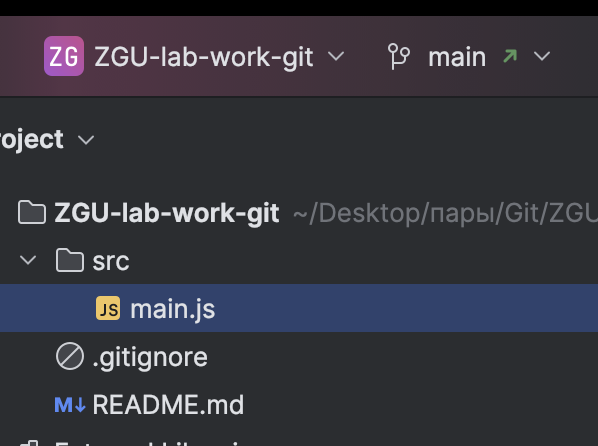 ZG ZGU-lab-work-git main
roject
ZGU-lab-work-git ~/Desktop/пары/Git/ZGU
src
JS main.js
.gitignore
M↓ README.md